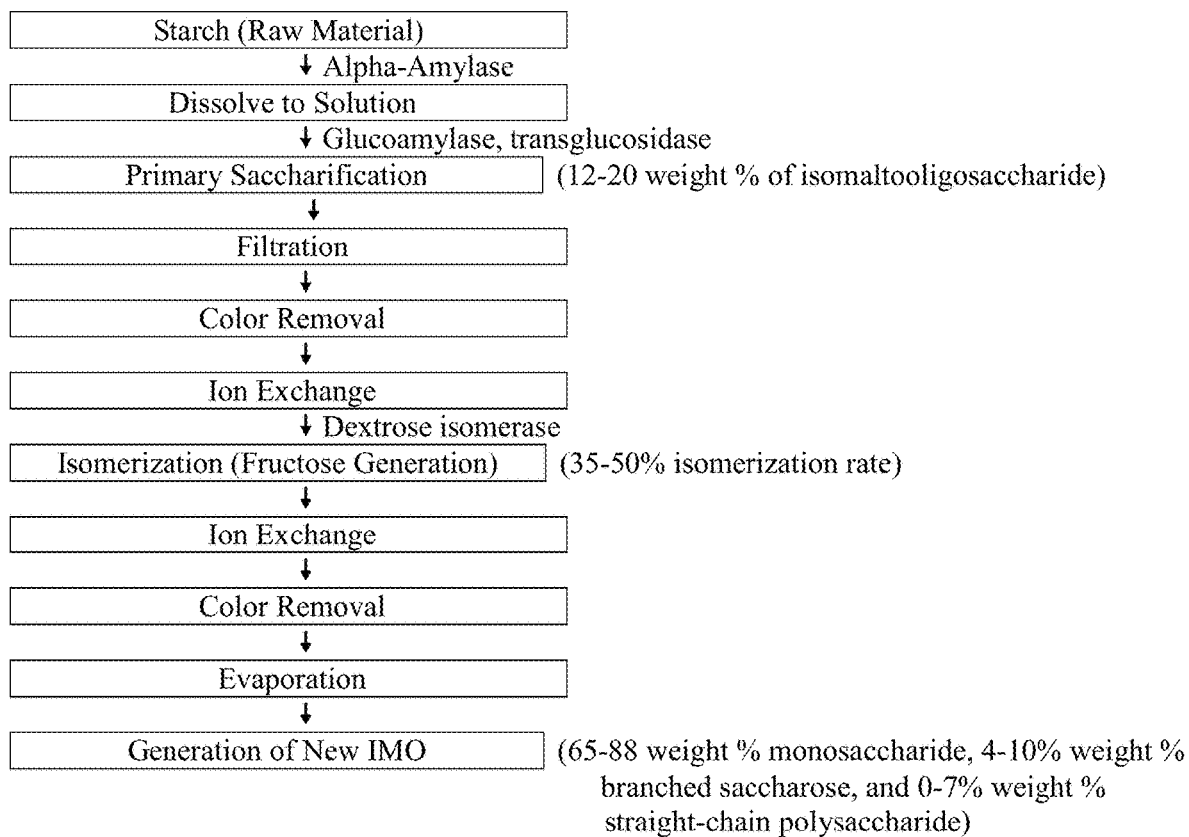 Starch (Raw Material)
Alpha-Amylase
Dissolve to Solution
Glucoamylase, transglucosidase
Primary Saccharification (12-20 weight % of isomaltooligosaccharide)
Filtration
Color Removal
Ion Exchange
Dextrose isomerase
Isomerization (Fructose Generation) (35-50% isomerization rate)
Ion Exchange
Color Removal
Evaporation
Generation of New IMO (65-88 weight % monosaccharide, 4-10% weight %
branched saccharose, and 0-7% weight %
straight-chain polysaccharide)